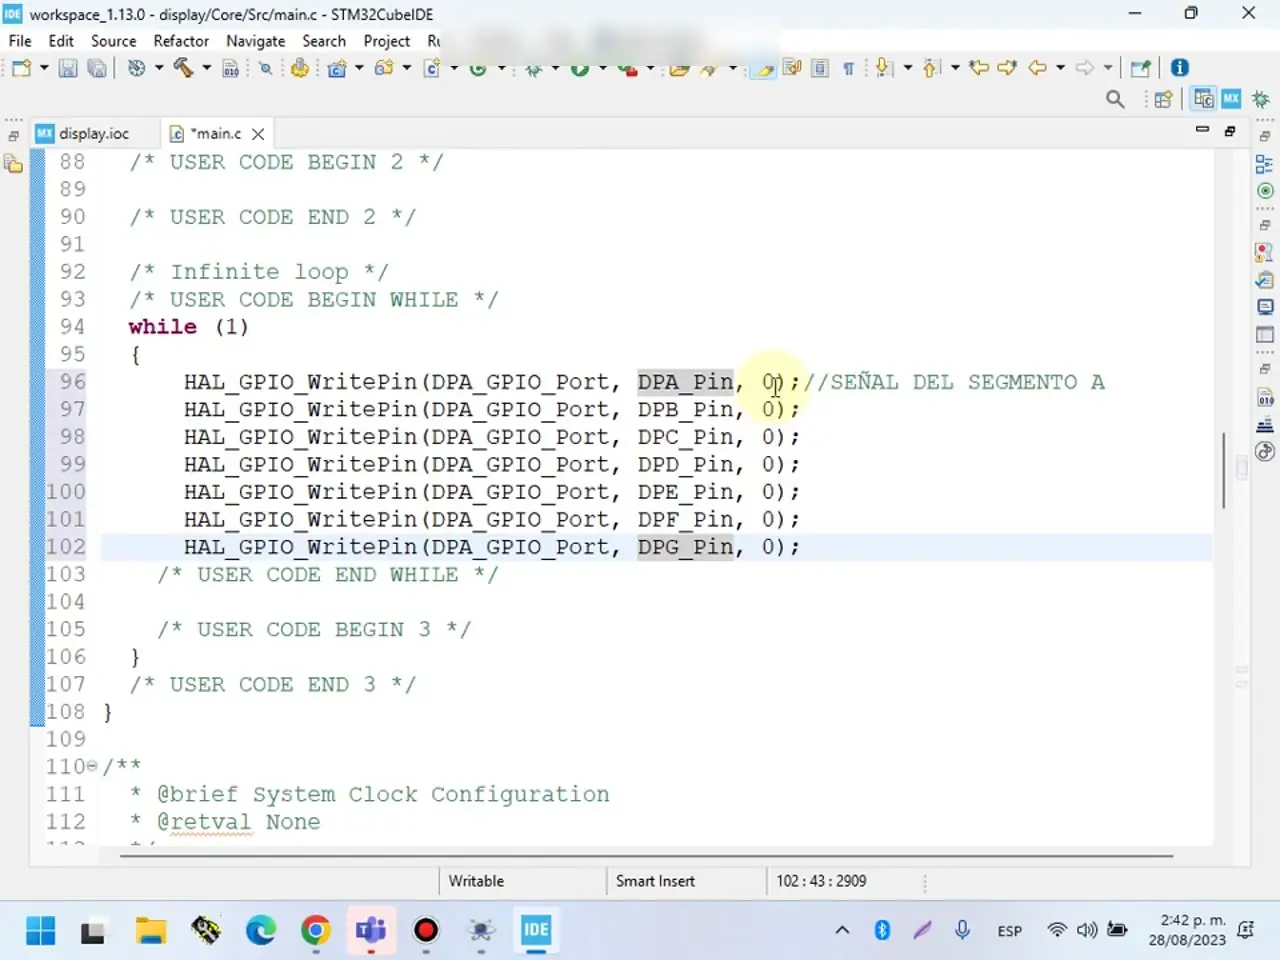 IDE workspace_1.13.0 - display/Core/Src/main.c - STM32CubeIDE
File Edit Source Refactor Navigate Search Project Ru
MX display.ioc *main.c
88 /* USER CODE BEGIN 2 */
89
90 /* USER CODE END 2 */
91
92 /* Infinite loop */
93 /* USER CODE BEGIN WHILE */
94 while (1)
95 {
96 HAL_GPIO_WritePin(DPA_GPIO_Port, DPA_Pin, 0);//SEÑAL DEL SEGMENTO A
97 HAL_GPIO_WritePin(DPA_GPIO_Port, DPB_Pin, 0);
98 HAL_GPIO_WritePin(DPA_GPIO_Port, DPC_Pin, 0);
99 HAL_GPIO_WritePin(DPA_GPIO_Port, DPD_Pin, 0);
100 HAL_GPIO_WritePin(DPA_GPIO_Port, DPE_Pin, 0);
101 HAL_GPIO_WritePin(DPA_GPIO_Port, DPF_Pin, 0);
102 HAL_GPIO_WritePin(DPA_GPIO_Port, DPG_Pin, 0);
103 /* USER CODE END WHILE */
104
105 /* USER CODE BEGIN 3 */
106 }
107 /* USER CODE END 3 */
108 }
109
110 /**
111 * @brief System Clock Configuration
112 * @retval None
Writable Smart Insert 102 : 43 : 2909
IDE ESP 2:42 p. m.
28/08/2023